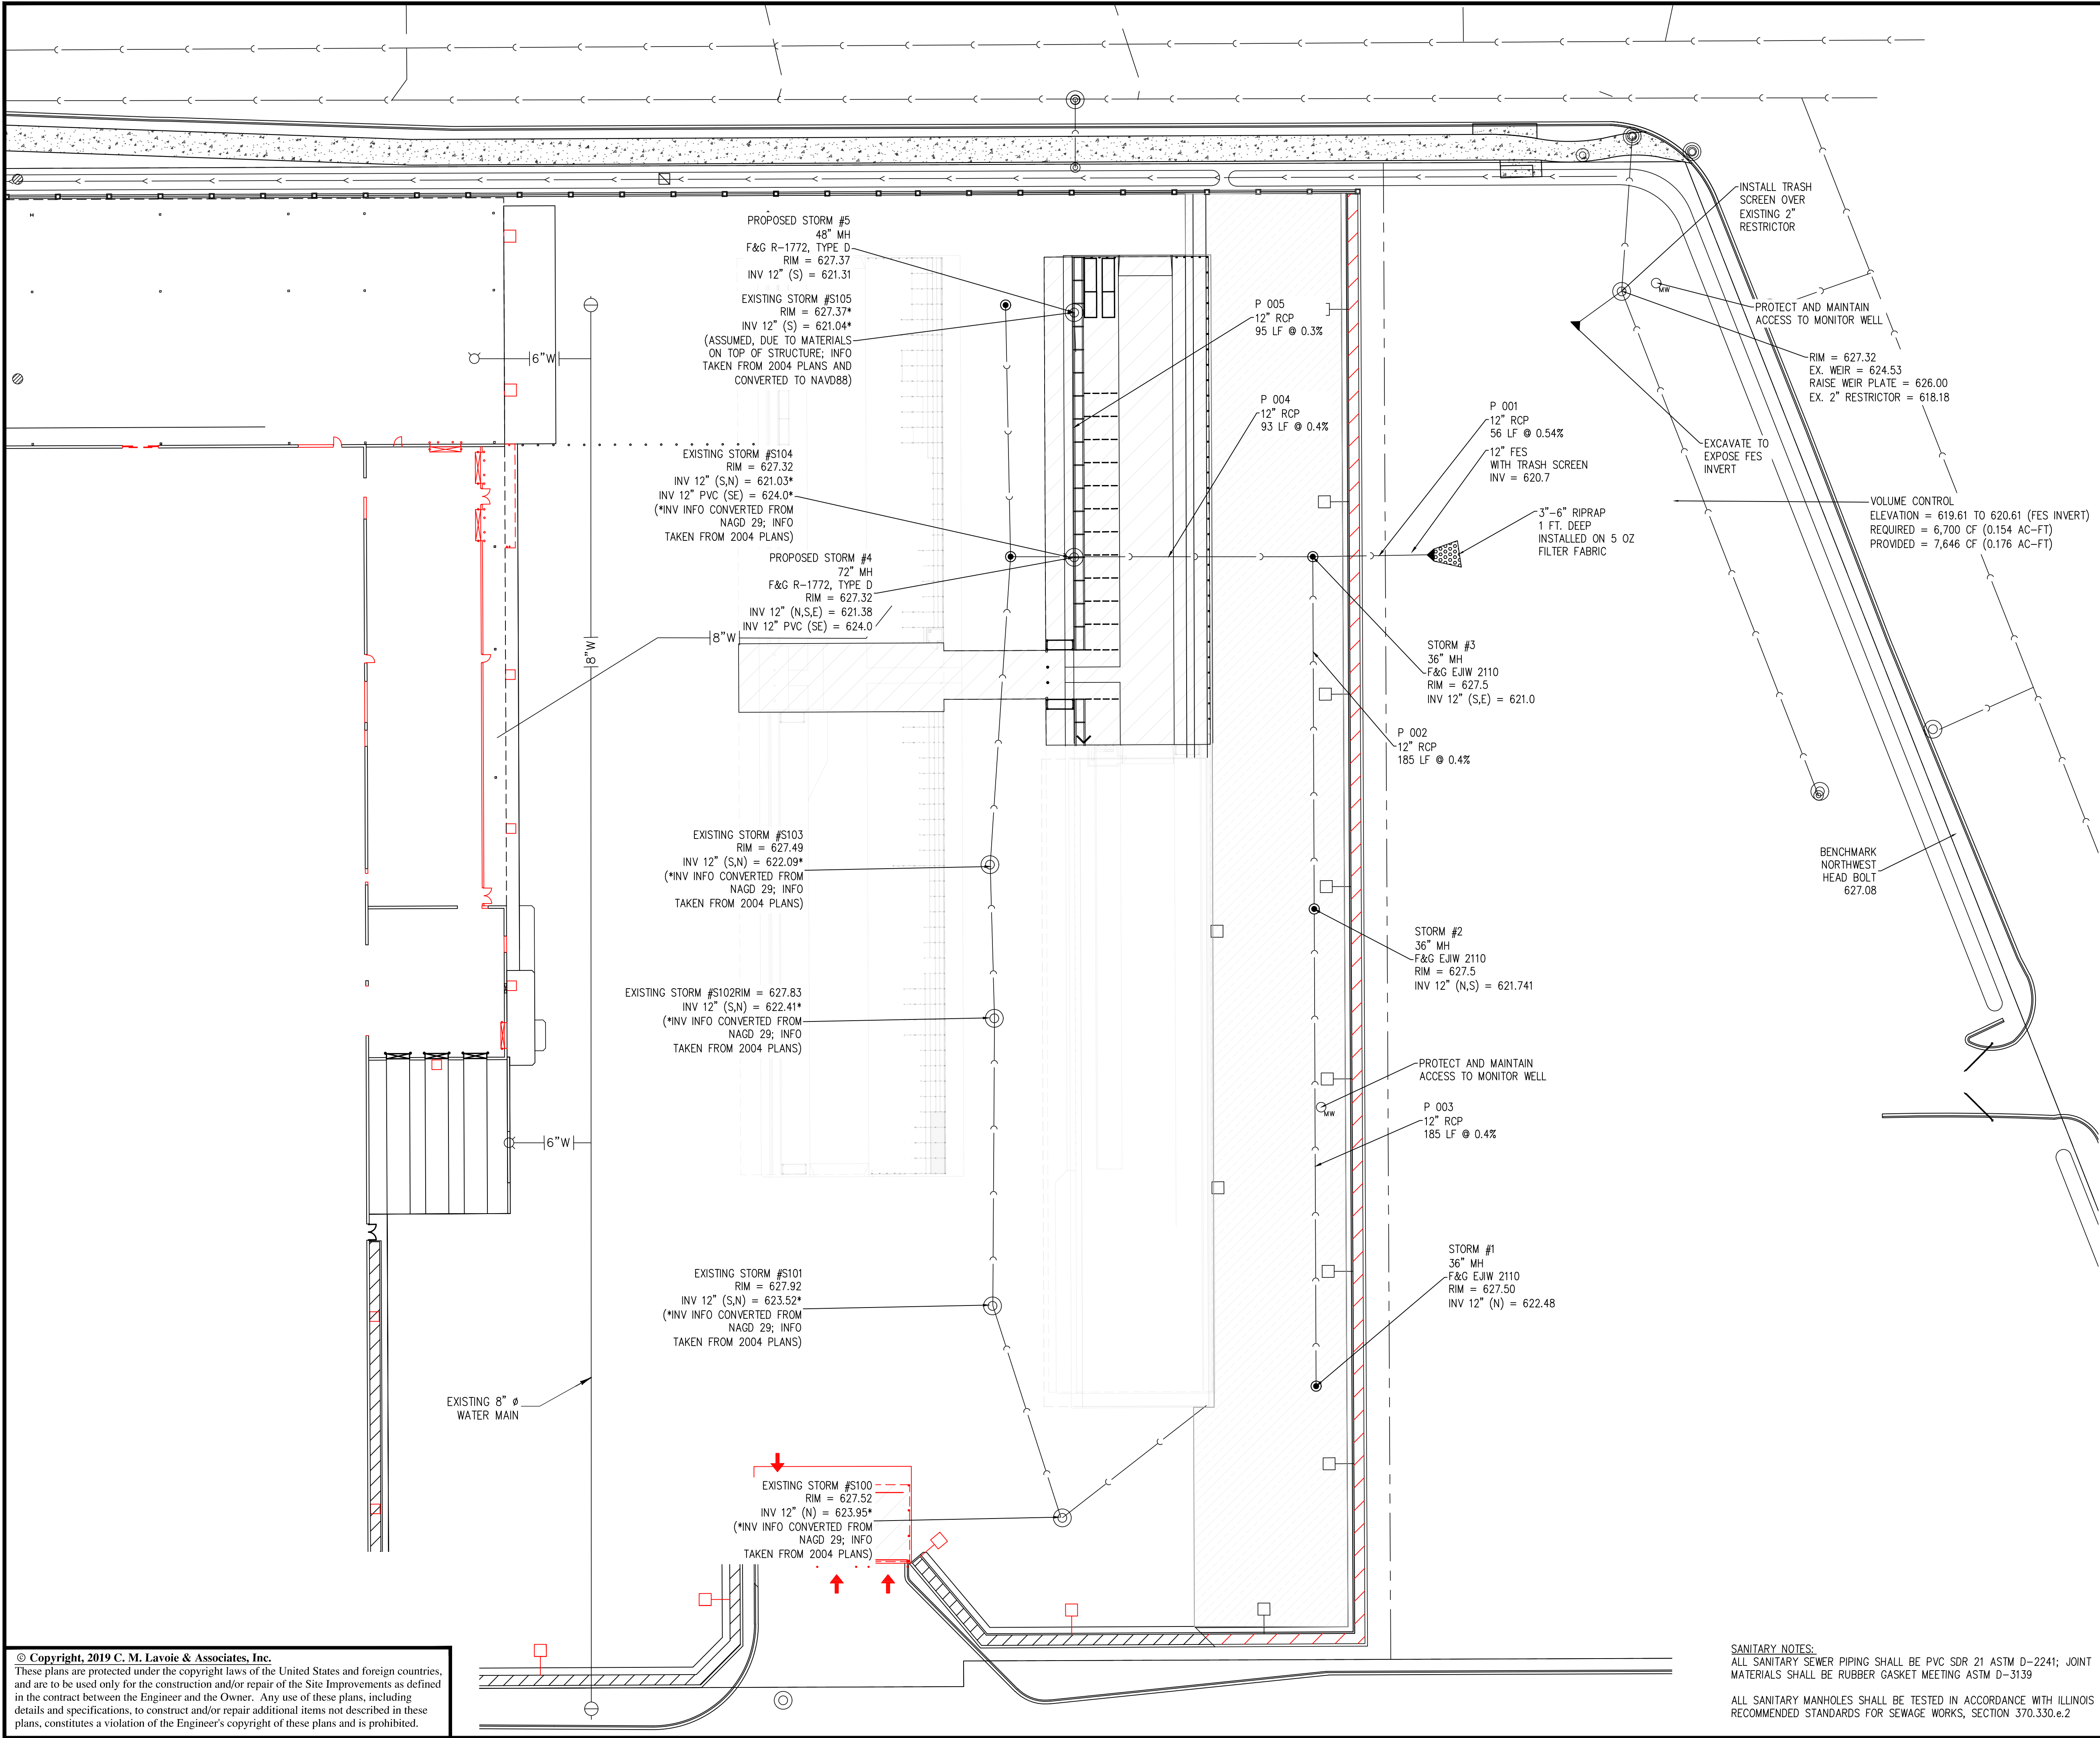 INSTALL TRASH
SCREEN OVER
EXISTING 2"
RESTRICTOR
PROPOSED STORM #5
48" MH
F&G R-1772, TYPE D
RIM = 627.37
INV 12" (S) = 621.31
EXISTING STORM #S105
RIM = 627.37*
INV 12" (S) = 621.04*
(ASSUMED, DUE TO MATERIALS
ON TOP OF STRUCTURE; INFO
TAKEN FROM 2004 PLANS AND
CONVERTED TO NAVD88)
P 005
12" RCP
95 LF @ 0.3%
MW
PROTECT AND MAINTAIN
ACCESS TO MONITOR WELL
RIM = 627.32
EX. WEIR = 624.53
RAISE WEIR PLATE = 626.00
EX. 2" RESTRICTOR = 618.18
6"W
P 004
12" RCP
93 LF @ 0.4%
P 001
12" RCP
56 LF @ 0.54%
12" FES
WITH TRASH SCREEN
INV = 620.7
EXCAVATE TO
EXPOSE FES
INVERT
EXISTING STORM #S104
RIM = 627.32
INV 12" (S,N) = 621.03*
INV 12" PVC (SE) = 624.0*
(*INV INFO CONVERTED FROM
NAGD 29; INFO
TAKEN FROM 2004 PLANS)
3"-6" RIPRAP
1 FT. DEEP
INSTALLED ON 5 OZ
FILTER FABRIC
VOLUME CONTROL
ELEVATION = 619.61 TO 620.61 (FES INVERT)
REQUIRED = 6,700 CF (0.154 AC-FT)
PROVIDED = 7,646 CF (0.176 AC-FT)
PROPOSED STORM #4
72" MH
F&G R-1772, TYPE D
RIM = 627.32
INV 12" (N,S,E) = 621.38
INV 12" PVC (SE) = 624.0
8"W
8"W
STORM #3
36" MH
F&G EJIW 2110
RIM = 627.5
INV 12" (S,E) = 621.0
P 002
12" RCP
185 LF @ 0.4%
EXISTING STORM #S103
RIM = 627.49
INV 12" (S,N) = 622.09*
(*INV INFO CONVERTED FROM
NAGD 29; INFO
TAKEN FROM 2004 PLANS)
BENCHMARK
NORTHWEST
HEAD BOLT
627.08
STORM #2
36" MH
F&G EJIW 2110
RIM = 627.5
INV 12" (N,S) = 621.741
EXISTING STORM #S102RIM = 627.83
INV 12" (S,N) = 622.41*
(*INV INFO CONVERTED FROM
NAGD 29; INFO
TAKEN FROM 2004 PLANS)
PROTECT AND MAINTAIN
ACCESS TO MONITOR WELL
MW
P 003
12" RCP
185 LF @ 0.4%
6"W
EXISTING STORM #S101
RIM = 627.92
INV 12" (S,N) = 623.52*
(*INV INFO CONVERTED FROM
NAGD 29; INFO
TAKEN FROM 2004 PLANS)
STORM #1
36" MH
F&G EJIW 2110
RIM = 627.50
INV 12" (N) = 622.48
EXISTING 8" ø
WATER MAIN
EXISTING STORM #S100
RIM = 627.52
INV 12" (N) = 623.95*
(*INV INFO CONVERTED FROM
NAGD 29; INFO
TAKEN FROM 2004 PLANS)
© Copyright, 2019 C. M. Lavoie & Associates, Inc.
These plans are protected under the copyright laws of the United States and foreign countries,
and are to be used only for the construction and/or repair of the Site Improvements as defined
in the contract between the Engineer and the Owner. Any use of these plans, including
details and specifications, to construct and/or repair additional items not described in these
plans, constitutes a violation of the Engineer's copyright of these plans and is prohibited.
SANITARY NOTES:
ALL SANITARY SEWER PIPING SHALL BE PVC SDR 21 ASTM D-2241; JOINT
MATERIALS SHALL BE RUBBER GASKET MEETING ASTM D-3139
ALL SANITARY MANHOLES SHALL BE TESTED IN ACCORDANCE WITH ILLINOIS
RECOMMENDED STANDARDS FOR SEWAGE WORKS, SECTION 370.330.e.2